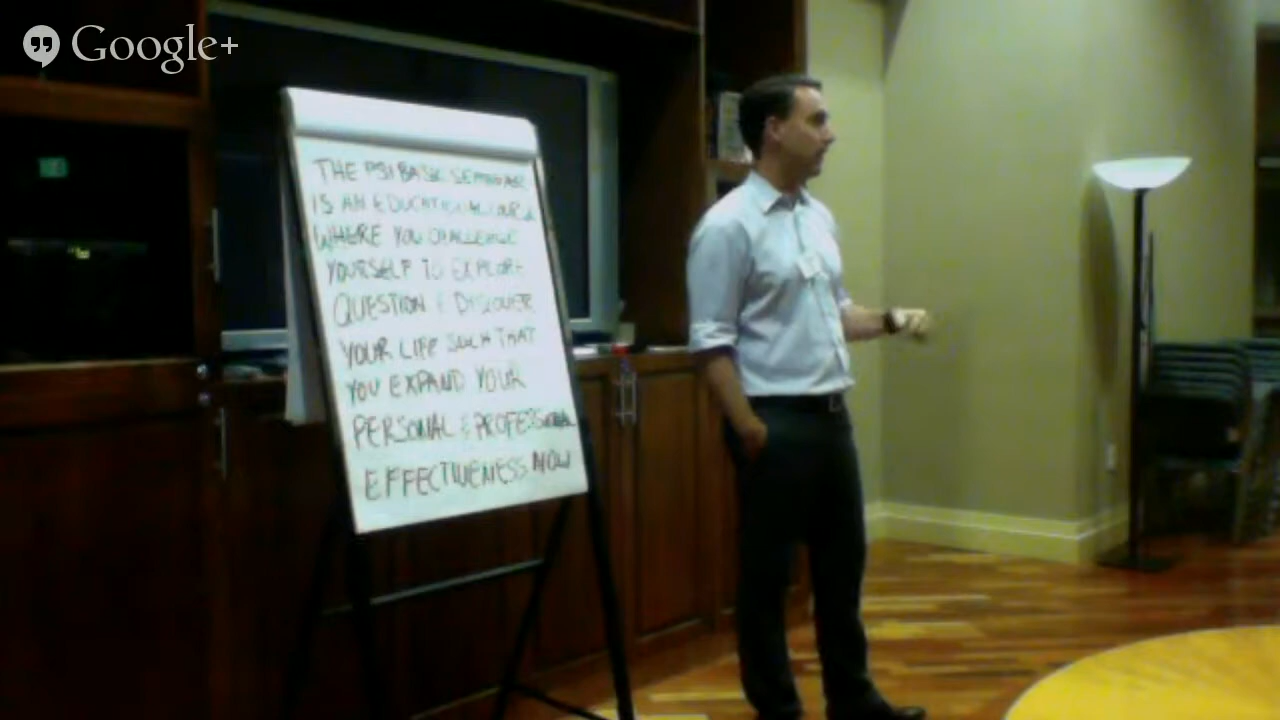 Google+
THE PSI BASIC SEMINAR
IS AN EDUCATIONAL
WHERE YOU CHALLENGE
YOURSELF TO EXPLORE
QUESTION & DISCOVER
YOUR LIFE SUCH THAT
YOU EXPAND YOUR
PERSONAL & PROFESSIONAL
EFFECTIVENESS NOW